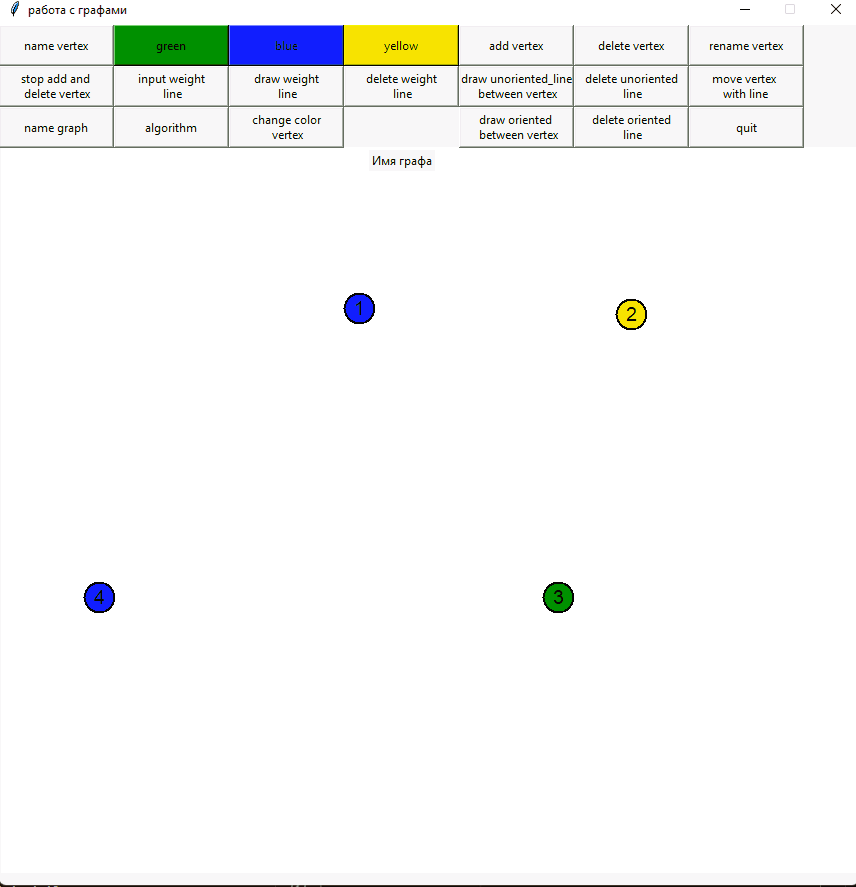 работа с графами
name vertex
green
blue
yellow
add vertex
delete vertex
rename vertex
stop add and
delete vertex
input weight
line
draw weight
line
delete weight
line
draw unoriented_line
between vertex
delete unoriented
line
move vertex
with line
name graph
algorithm
change color
vertex
draw oriented
between vertex
delete oriented
line
quit
Имя графа
1
2
4
3